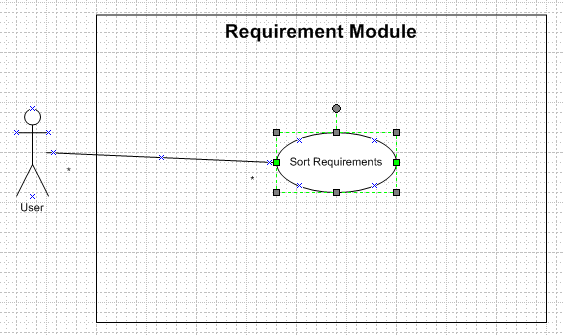 Requirement Module
Sort Requirements
*
*
User